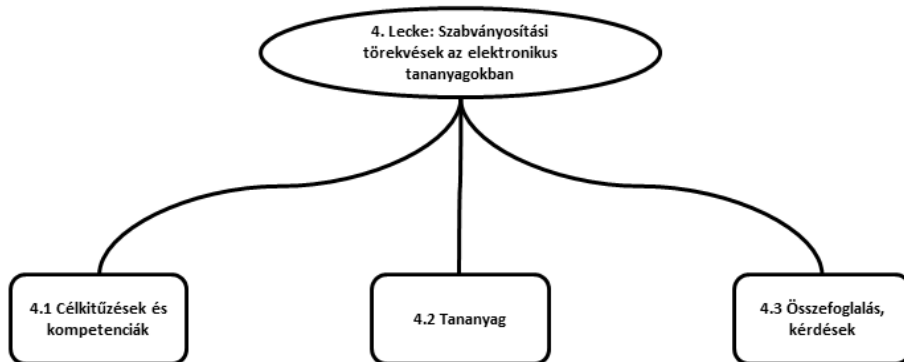 4. Lecke: Szabványosítási
törekvések az elektronikus
tananyagokban
4.1 Célkitűzések és
kompetenciák
4.2 Tananyag
4.3 Összefoglalás,
kérdések